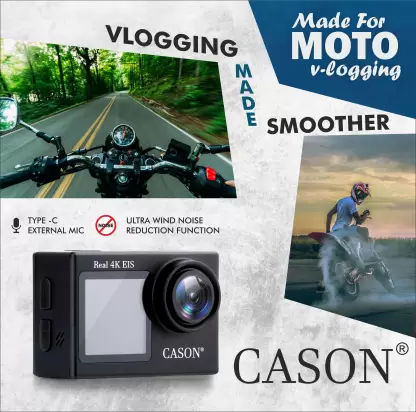 Made For
MOTO
v-logging
VLOGGING
MADE
SMOOTHER
TYPE -C
EXTERNAL MIC
NOISE
ULTRA WIND NOISE
REDUCTION FUNCTION
Real 4K EIS
CASON®
CASON®